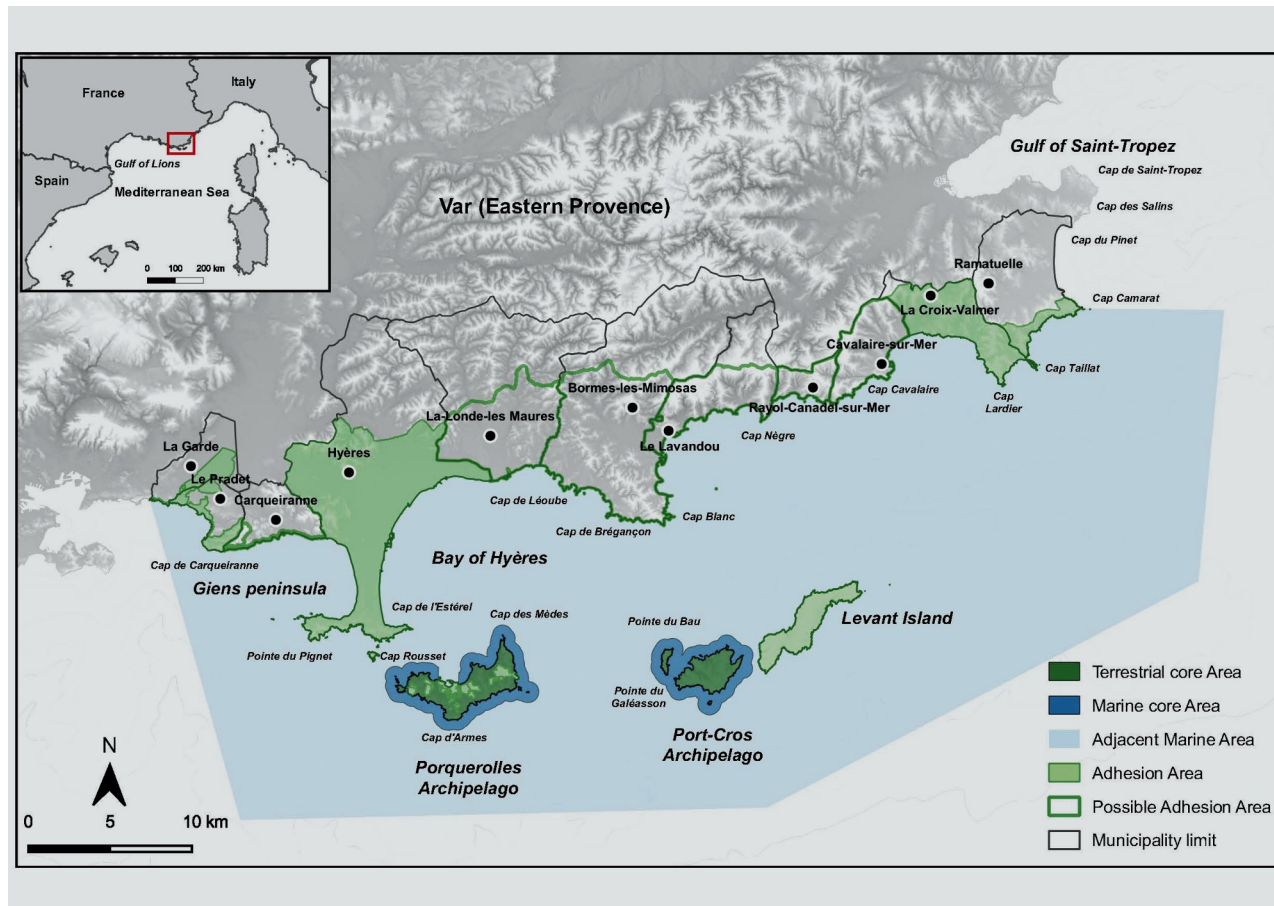 France
Italy
Gulf of Lions
Spain
Mediterranean Sea
0 100 200 km
Gulf of Saint-Tropez
Cap de Saint-Tropez
Var (Eastern Province)
Cap des Salins
Cap du Pinet
Ramatuelle
Cap Camarat
La Croix-Valmer
Cavalaire-sur-Mer
Cap Taillat
Cap Cavalaire
Cap
Lardier
Bormes-les-Mimosas
Rayol-Canadel-sur-Mer
La-Londe-les Maures
Cap Nègre
Le Lavandou
La Garde
Hyères
Le Pradet
Carqueiranne
Cap de Léoube
Cap Blanc
Cap de Brégançon
Cap de Carqueiranne
Bay of Hyères
Giens peninsula
Cap de l'Estérel
Cap des Mèdes
Pointe du Bau
Levant Island
Pointe du Pignet
Cap Rousset
Pointe du
Galéasson
Cap d'Armes
Port-Cros
Archipelago
Porquerolles
Archipelago
N
0 5 10 km
Terrestrial core Area
Marine core Area
Adjacent Marine Area
Adhesion Area
Possible Adhesion Area
Municipality limit